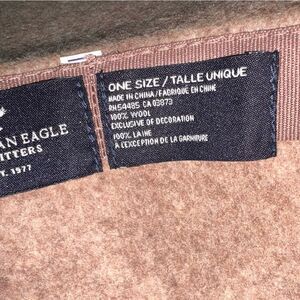 AN EAGLE
TTERS
T. 1977
ONE SIZE / TALLE UNIQUE
MADE IN CHINA / FABRIQUÉ EN CHINE
RN54485 CA 03873
100% WOOL
EXCLUSIVE OF DECORATION
100% LAINE
A L'EXCEPTION DE LA GARNITURE